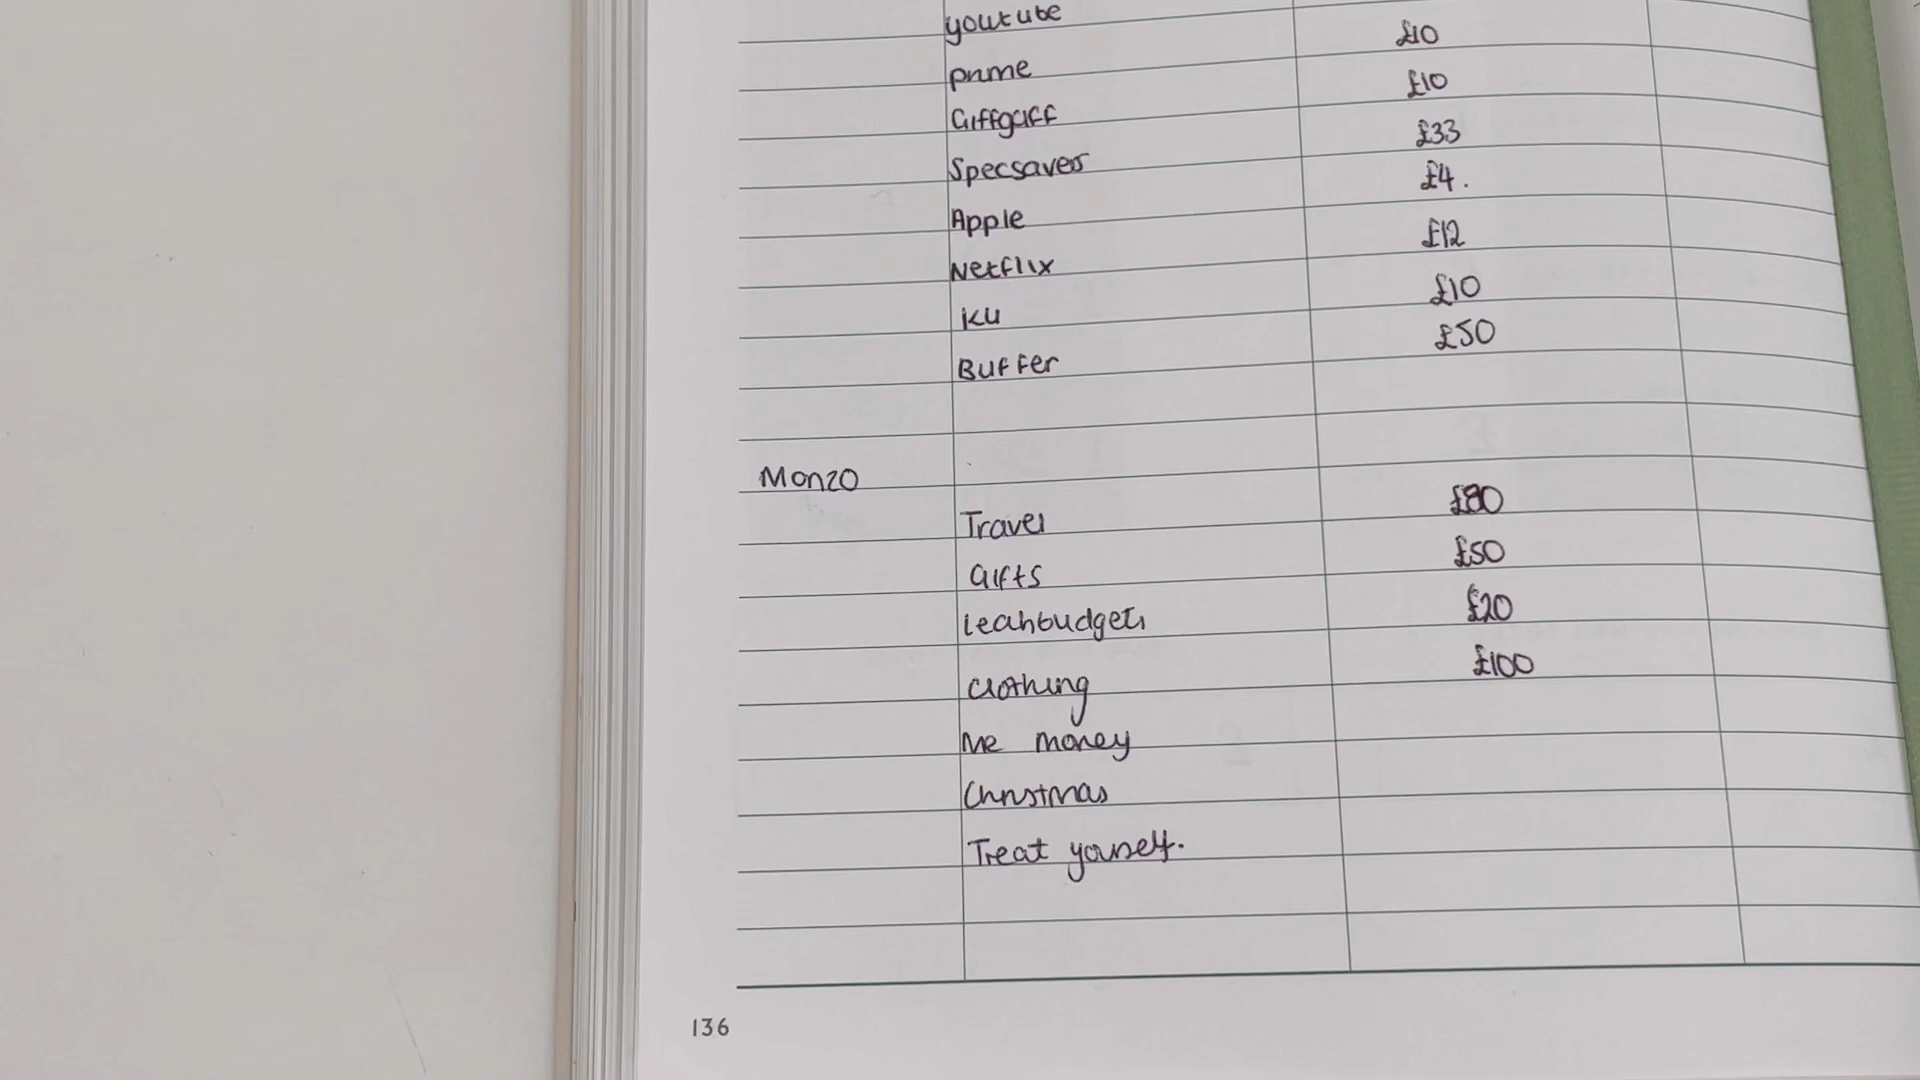 youtube
prime £10
Giffgaff £10
Specsavers £33
Apple £4.
Netflix £12
KU £10
Buffer £50
Monzo
Travel £80
Gifts £50
leahbudgets £20
Clothing £100
Me money
Christmas
Treat yourself.
136